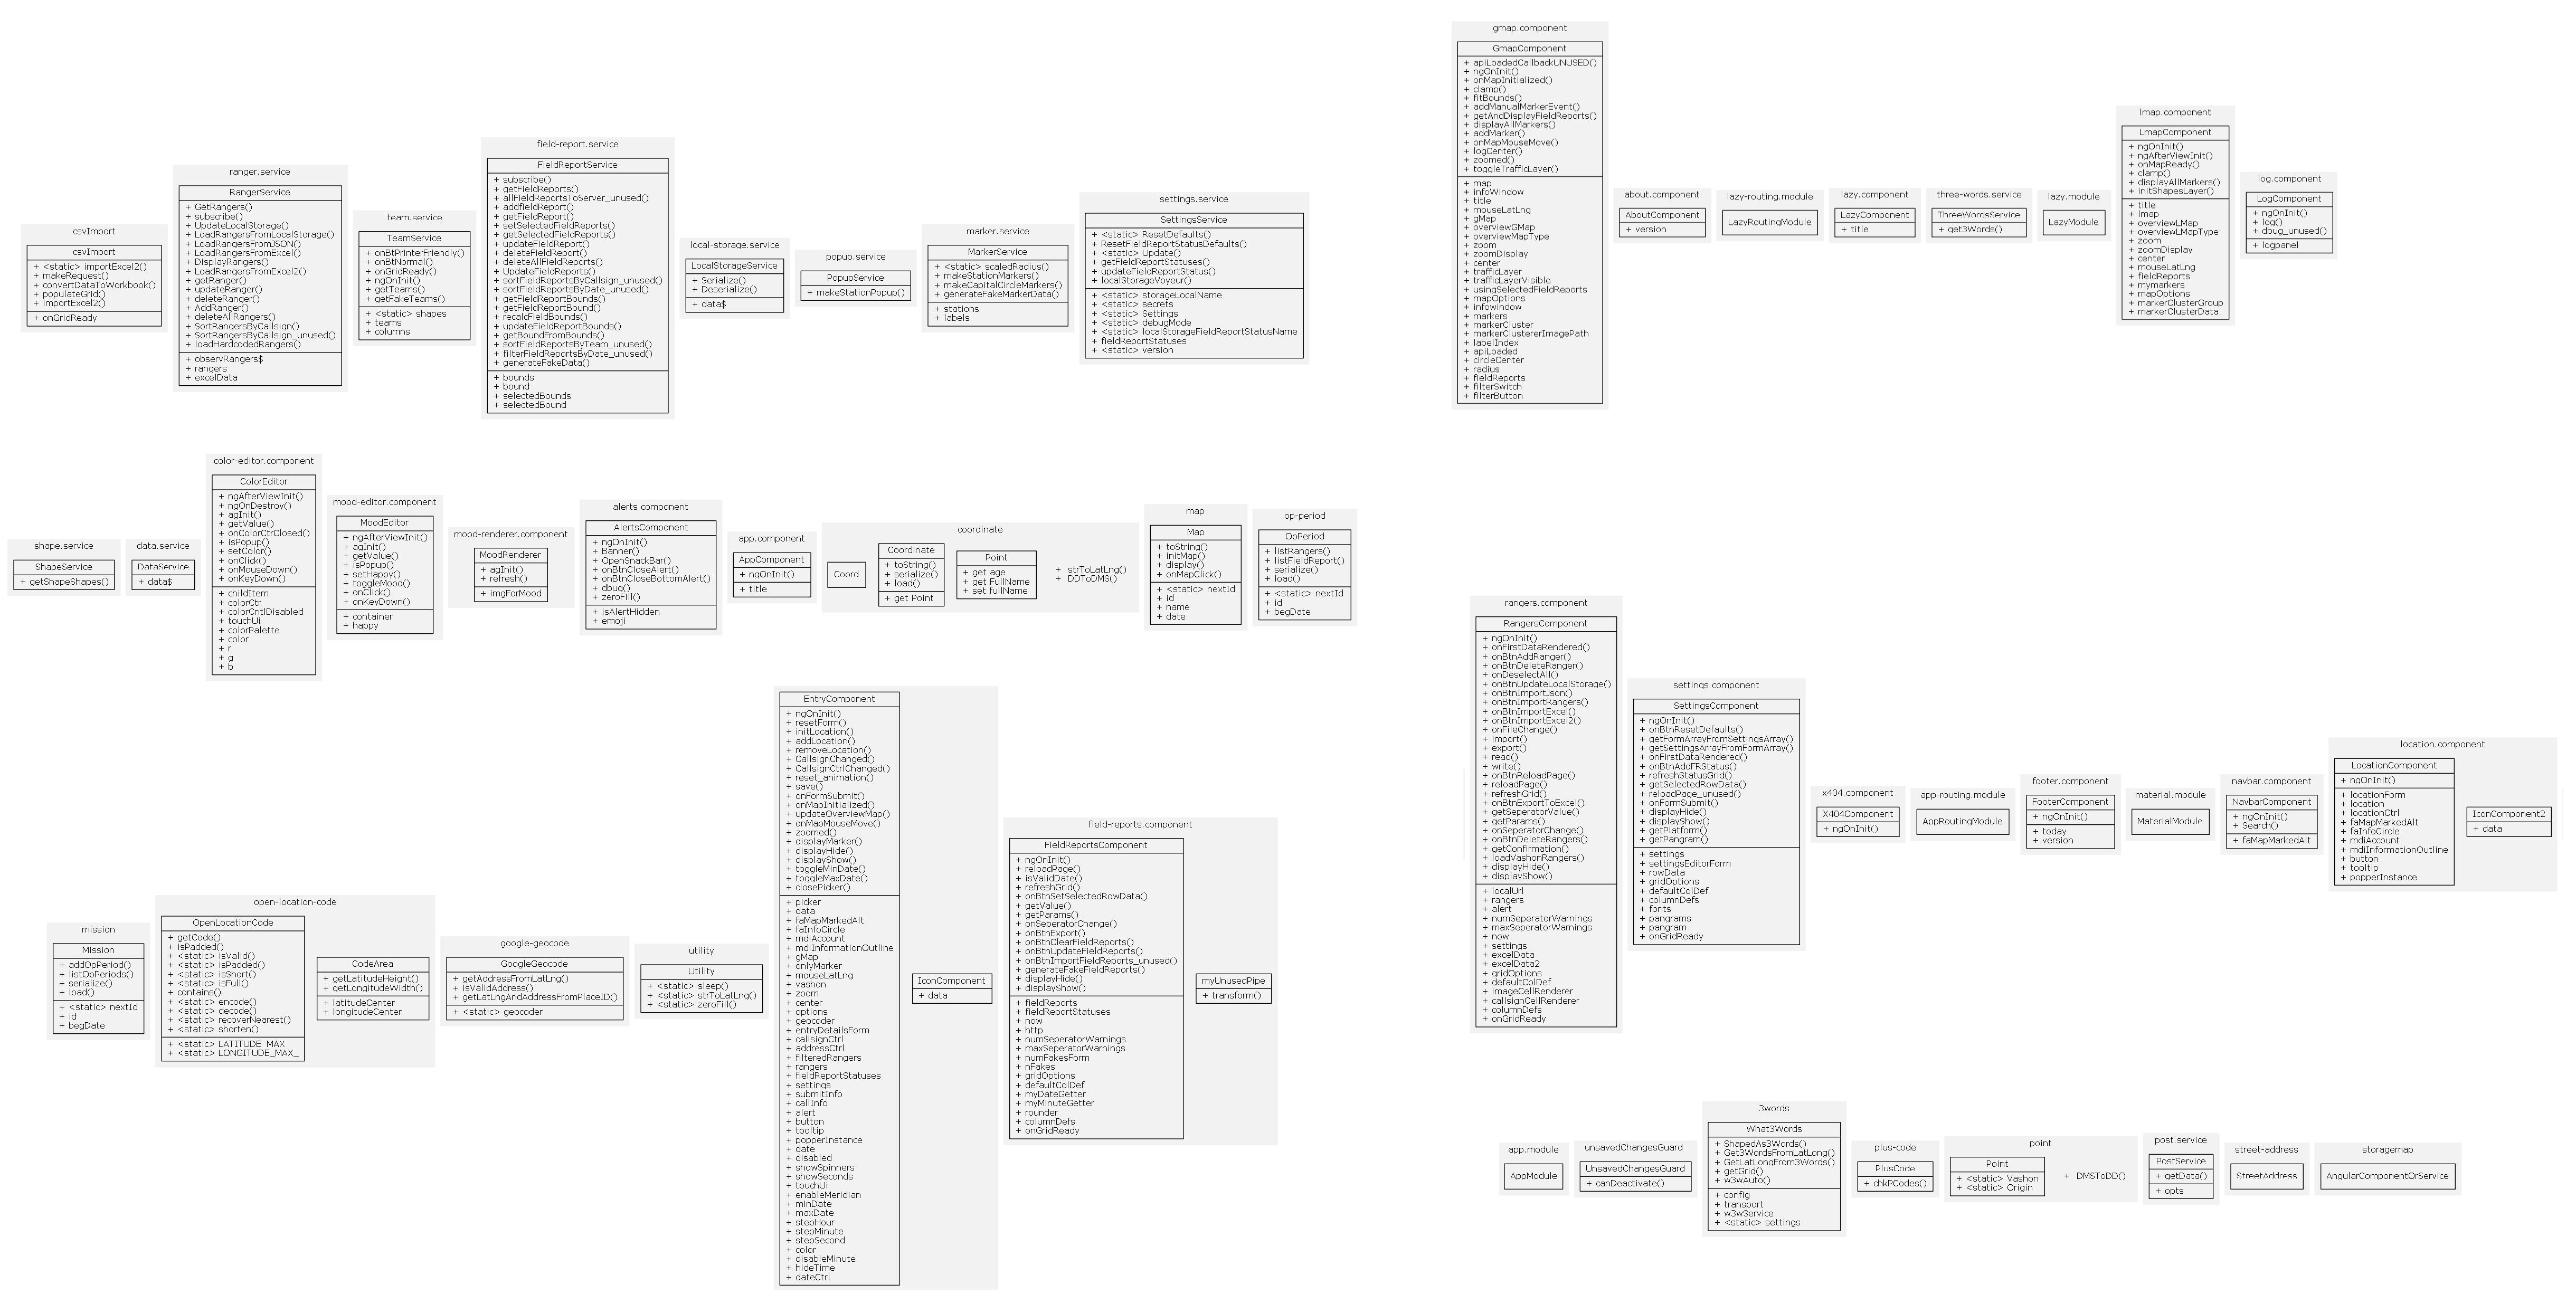 csvImport
csvImport
+ <static> importExcel2()
+ makeRequest()
+ convertDataToWorkbook()
+ populateGrid()
+ importExcel2()
+ onGridReady
ranger.service
RangerService
+ GetRangers()
+ subscribe()
+ UpdateLocalStorage()
+ LoadRangersFromLocalStorage()
+ LoadRangersFromJSON()
+ LoadRangersFromExcel()
+ DisplayRangers()
+ LoadRangersFromExcel2()
+ getRanger()
+ updateRanger()
+ deleteRanger()
+ AddRanger()
+ deleteAllRangers()
+ SortRangersByCallsign()
+ SortRangersByCallsign_unused()
+ loadHardcodedRangers()
+ observRangers$
+ rangers
+ excelData
team.service
TeamService
+ onBtPrinterFriendly()
+ onBtNormal()
+ onGridReady()
+ ngOnInit()
+ getTeams()
+ getFakeTeams()
+ <static> shapes
+ teams
+ columns
field-report.service
FieldReportService
+ subscribe()
+ getFieldReports()
+ allFieldReportsToServer_unused()
+ addfieldReport()
+ getFieldReport()
+ setSelectedFieldReports()
+ getSelectedFieldReports()
+ updateFieldReport()
+ deleteFieldReport()
+ deleteAllFieldReports()
+ UpdateFieldReports()
+ sortFieldReportsByCallsign_unused()
+ sortFieldReportsByDate_unused()
+ getFieldReportBounds()
+ getFieldReportBound()
+ recalcFieldBounds()
+ updateFieldReportBounds()
+ getBoundFromBounds()
+ sortFieldReportsByTeam_unused()
+ filterFieldReportsByDate_unused()
+ generateFakeData()
+ bounds
+ bound
+ selectedBounds
+ selectedBound
local-storage.service
LocalStorageService
+ Serialize()
+ Deserialize()
+ data$
popup.service
PopupService
+ makeStationPopup()
marker.service
MarkerService
+ <static> scaledRadius()
+ makeStationMarkers()
+ makeCapitalCircleMarkers()
+ generateFakeMarkerData()
+ stations
+ labels
settings.service
SettingsService
+ <static> ResetDefaults()
+ ResetFieldReportStatusDefaults()
+ <static> Update()
+ getFieldReportStatuses()
+ updateFieldReportStatus()
+ localStorageVoyeur()
+ <static> storageLocalName
+ <static> secrets
+ <static> Settings
+ <static> debugMode
+ <static> localStorageFieldReportStatusName
+ fieldReportStatuses
+ <static> version
gmap.component
GmapComponent
+ apiLoadedCallbackUNUSED()
+ ngOnInit()
+ onMapInitialized()
+ clamp()
+ fitBounds()
+ addManualMarkerEvent()
+ getAndDisplayFieldReports()
+ displayAllMarkers()
+ addMarker()
+ onMapMouseMove()
+ logCenter()
+ zoomed()
+ toggleTrafficLayer()
+ map
+ infoWindow
+ title
+ mouseLatLng
+ gMap
+ overviewGMap
+ overviewMapType
+ zoom
+ zoomDisplay
+ center
+ trafficLayer
+ trafficLayerVisible
+ usingSelectedFieldReports
+ mapOptions
+ infowindow
+ markers
+ markerCluster
+ markerClustererImagePath
+ labelIndex
+ apiLoaded
+ circleCenter
+ radius
+ fieldReports
+ filterSwitch
+ filterButton
about.component
AboutComponent
+ version
lazy-routing.module
LazyRoutingModule
lazy.component
LazyComponent
+ title
three-words.service
ThreeWordsService
+ get3Words()
lazy.module
LazyModule
lmap.component
LmapComponent
+ ngOnInit()
+ ngAfterViewInit()
+ onMapReady()
+ clamp()
+ displayAllMarkers()
+ initShapesLayer()
+ title
+ lmap
+ overviewLMap
+ overviewLMapType
+ zoom
+ zoomDisplay
+ center
+ mouseLatLng
+ fieldReports
+ mymarkers
+ mapOptions
+ markerClusterGroup
+ markerClusterData
log.component
LogComponent
+ ngOnInit()
+ log()
+ dbug_unused()
+ logpanel
shape.service
ShapeService
+ getShapeShapes()
data.service
DataService
+ data$
color-editor.component
ColorEditor
+ ngAfterViewInit()
+ ngOnDestroy()
+ agInit()
+ getValue()
+ onColorCtrClosed()
+ isPopup()
+ setColor()
+ onClick()
+ onMouseDown()
+ onKeyDown()
+ childItem
+ colorCtr
+ colorCntlDisabled
+ touchUi
+ colorPalette
+ color
+ r
+ g
+ b
mood-editor.component
MoodEditor
+ ngAfterViewInit()
+ agInit()
+ getValue()
+ isPopup()
+ setHappy()
+ toggleMood()
+ onClick()
+ onKeyDown()
+ container
+ happy
mood-renderer.component
MoodRenderer
+ agInit()
+ refresh()
+ imgForMood
alerts.component
AlertsComponent
+ ngOnInit()
+ Banner()
+ OpenSnackBar()
+ onBtnCloseAlert()
+ onBtnCloseBottomAlert()
+ dbug()
+ zeroFill()
+ isAlertHidden
+ emoji
app.component
AppComponent
+ ngOnInit()
+ title
coordinate
Coord
Coordinate
+ toString()
+ serialize()
+ load()
+ get Point
Point
+ get age
+ get FullName
+ set fullName
+ strToLatLng()
+ DDToDMS()
map
Map
+ toString()
+ initMap()
+ display()
+ onMapClick()
+ <static> nextId
+ id
+ name
+ date
op-period
OpPeriod
+ listRangers()
+ listFieldReport()
+ serialize()
+ load()
+ <static> nextId
+ id
+ begDate
rangers.component
RangersComponent
+ ngOnInit()
+ onFirstDataRendered()
+ onBtnAddRanger()
+ onBtnDeleteRanger()
+ onDeselectAll()
+ onBtnUpdateLocalStorage()
+ onBtnImportJson()
+ onBtnImportRangers()
+ onBtnImportExcel()
+ onBtnImportExcel2()
+ onFileChange()
+ import()
+ export()
+ read()
+ write()
+ onBtnReloadPage()
+ reloadPage()
+ refreshGrid()
+ onBtnExportToExcel()
+ getSeperatorValue()
+ getParams()
+ onSeperatorChange()
+ onBtnDeleteRangers()
+ getConfirmation()
+ loadVashonRangers()
+ displayHide()
+ displayShow()
+ localUrl
+ rangers
+ alert
+ numSeperatorWarnings
+ maxSeperatorWarnings
+ now
+ settings
+ excelData
+ excelData2
+ gridOptions
+ defaultColDef
+ imageCellRenderer
+ callsignCellRenderer
+ columnDefs
+ onGridReady
settings.component
SettingsComponent
+ ngOnInit()
+ onBtnResetDefaults()
+ getFormArrayFromSettingsArray()
+ getSettingsArrayFromFormArray()
+ onFirstDataRendered()
+ onBtnAddFRStatus()
+ refreshStatusGrid()
+ getSelectedRowData()
+ reloadPage_unused()
+ onFormSubmit()
+ displayHide()
+ displayShow()
+ getPlatform()
+ getPangram()
+ settings
+ settingsEditorForm
+ rowData
+ gridOptions
+ defaultColDef
+ columnDefs
+ fonts
+ pangrams
+ pangram
+ onGridReady
x404.component
X404Component
+ ngOnInit()
app-routing.module
AppRoutingModule
footer.component
FooterComponent
+ ngOnInit()
+ today
+ version
material.module
MaterialModule
navbar.component
NavbarComponent
+ ngOnInit()
+ Search()
+ faMapMarkedAlt
location.component
LocationComponent
+ ngOnInit()
+ locationForm
+ location
+ locationCtrl
+ faMapMarkedAlt
+ faInfoCircle
+ mdiAccount
+ mdiInformationOutline
+ button
+ tooltip
+ popperInstance
IconComponent2
+ data
mission
Mission
+ addOpPeriod()
+ listOpPeriods()
+ serialize()
+ load()
+ <static> nextId
+ id
+ begDate
open-location-code
OpenLocationCode
+ getCode()
+ isPadded()
+ <static> isValid()
+ <static> isPadded()
+ <static> isShort()
+ <static> isFull()
+ contains()
+ <static> encode()
+ <static> decode()
+ <static> recoverNearest()
+ <static> shorten()
+ <static> LATITUDE_MAX_
+ <static> LONGITUDE_MAX_
CodeArea
+ getLatitudeHeight()
+ getLongitudeWidth()
+ latitudeCenter
+ longitudeCenter
google-geocode
GoogleGeocode
+ getAddressFromLatLng()
+ isValidAddress()
+ getLatLngAndAddressFromPlaceID()
+ <static> geocoder
utility
Utility
+ <static> sleep()
+ <static> strToLatLng()
+ <static> zeroFill()
EntryComponent
+ ngOnInit()
+ resetForm()
+ initLocation()
+ addLocation()
+ removeLocation()
+ CallsignChanged()
+ CallsignCtrlChanged()
+ reset_animation()
+ save()
+ onFormSubmit()
+ onMapInitialized()
+ updateOverviewMap()
+ onMapMouseMove()
+ zoomed()
+ displayMarker()
+ displayHide()
+ displayShow()
+ toggleMinDate()
+ toggleMaxDate()
+ closePicker()
+ picker
+ data
+ faMapMarkedAlt
+ faInfoCircle
+ mdiAccount
+ mdiInformationOutline
+ gMap
+ onlyMarker
+ mouseLatLng
+ vashon
+ zoom
+ center
+ options
+ geocoder
+ entryDetailsForm
+ callsignCtrl
+ addressCtrl
+ filteredRangers
+ rangers
+ fieldReportStatuses
+ settings
+ submitInfo
+ callInfo
+ alert
+ button
+ tooltip
+ popperInstance
+ date
+ disabled
+ showSpinners
+ showSeconds
+ touchUi
+ enableMeridian
+ minDate
+ maxDate
+ stepHour
+ stepMinute
+ stepSecond
+ color
+ disableMinute
+ hideTime
+ dateCtrl
IconComponent
+ data
field-reports.component
FieldReportsComponent
+ ngOnInit()
+ reloadPage()
+ isValidDate()
+ refreshGrid()
+ onBtnSetSelectedRowData()
+ getValue()
+ getParams()
+ onSeperatorChange()
+ onBtnExport()
+ onBtnClearFieldReports()
+ onBtnUpdateFieldReports()
+ onBtnImportFieldReports_unused()
+ generateFakeFieldReports()
+ displayHide()
+ displayShow()
+ fieldReports
+ fieldReportStatuses
+ now
+ http
+ numSeperatorWarnings
+ maxSeperatorWarnings
+ numFakesForm
+ nFakes
+ gridOptions
+ defaultColDef
+ myDateGetter
+ myMinuteGetter
+ rounder
+ columnDefs
+ onGridReady
myUnusedPipe
+ transform()
app.module
AppModule
unsavedChangesGuard
UnsavedChangesGuard
+ canDeactivate()
3words
What3Words
+ ShapedAs3Words()
+ Get3WordsFromLatLong()
+ GetLatLongFrom3Words()
+ getGrid()
+ w3wAuto()
+ config
+ transport
+ w3wService
+ <static> settings
plus-code
PlusCode
+ chkPCodes()
point
Point
+ <static> Vashon
+ <static> Origin
+ DMSToDD()
post.service
PostService
+ getData()
+ opts
street-address
StreetAddress
storagemap
AngularComponentOrService